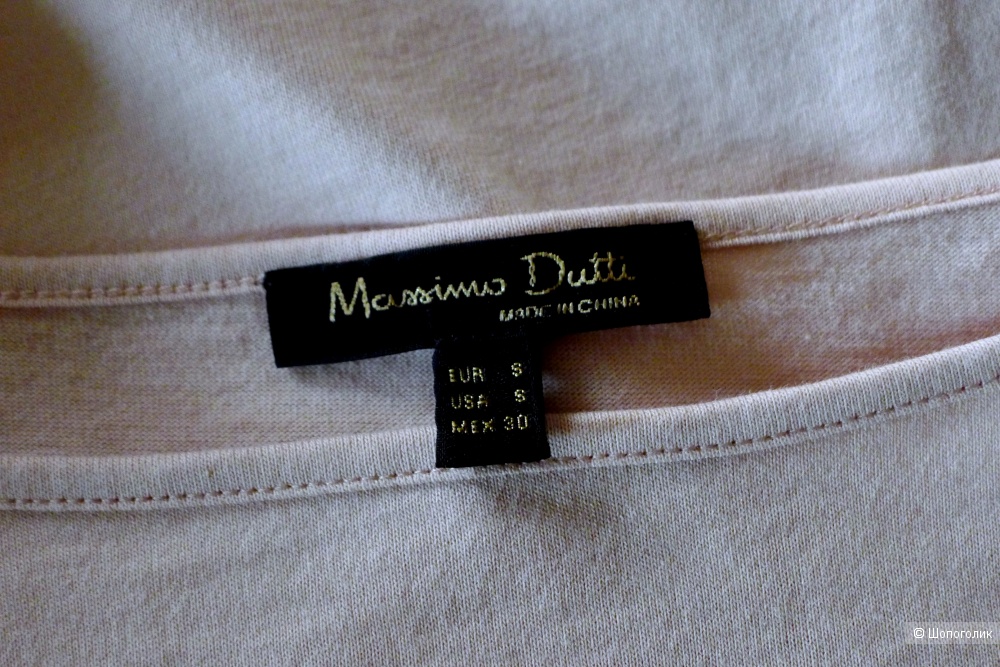 Massimo Dutti
MADE IN CHINA
EUR S
USA S
MEX 30
© Шопоголик